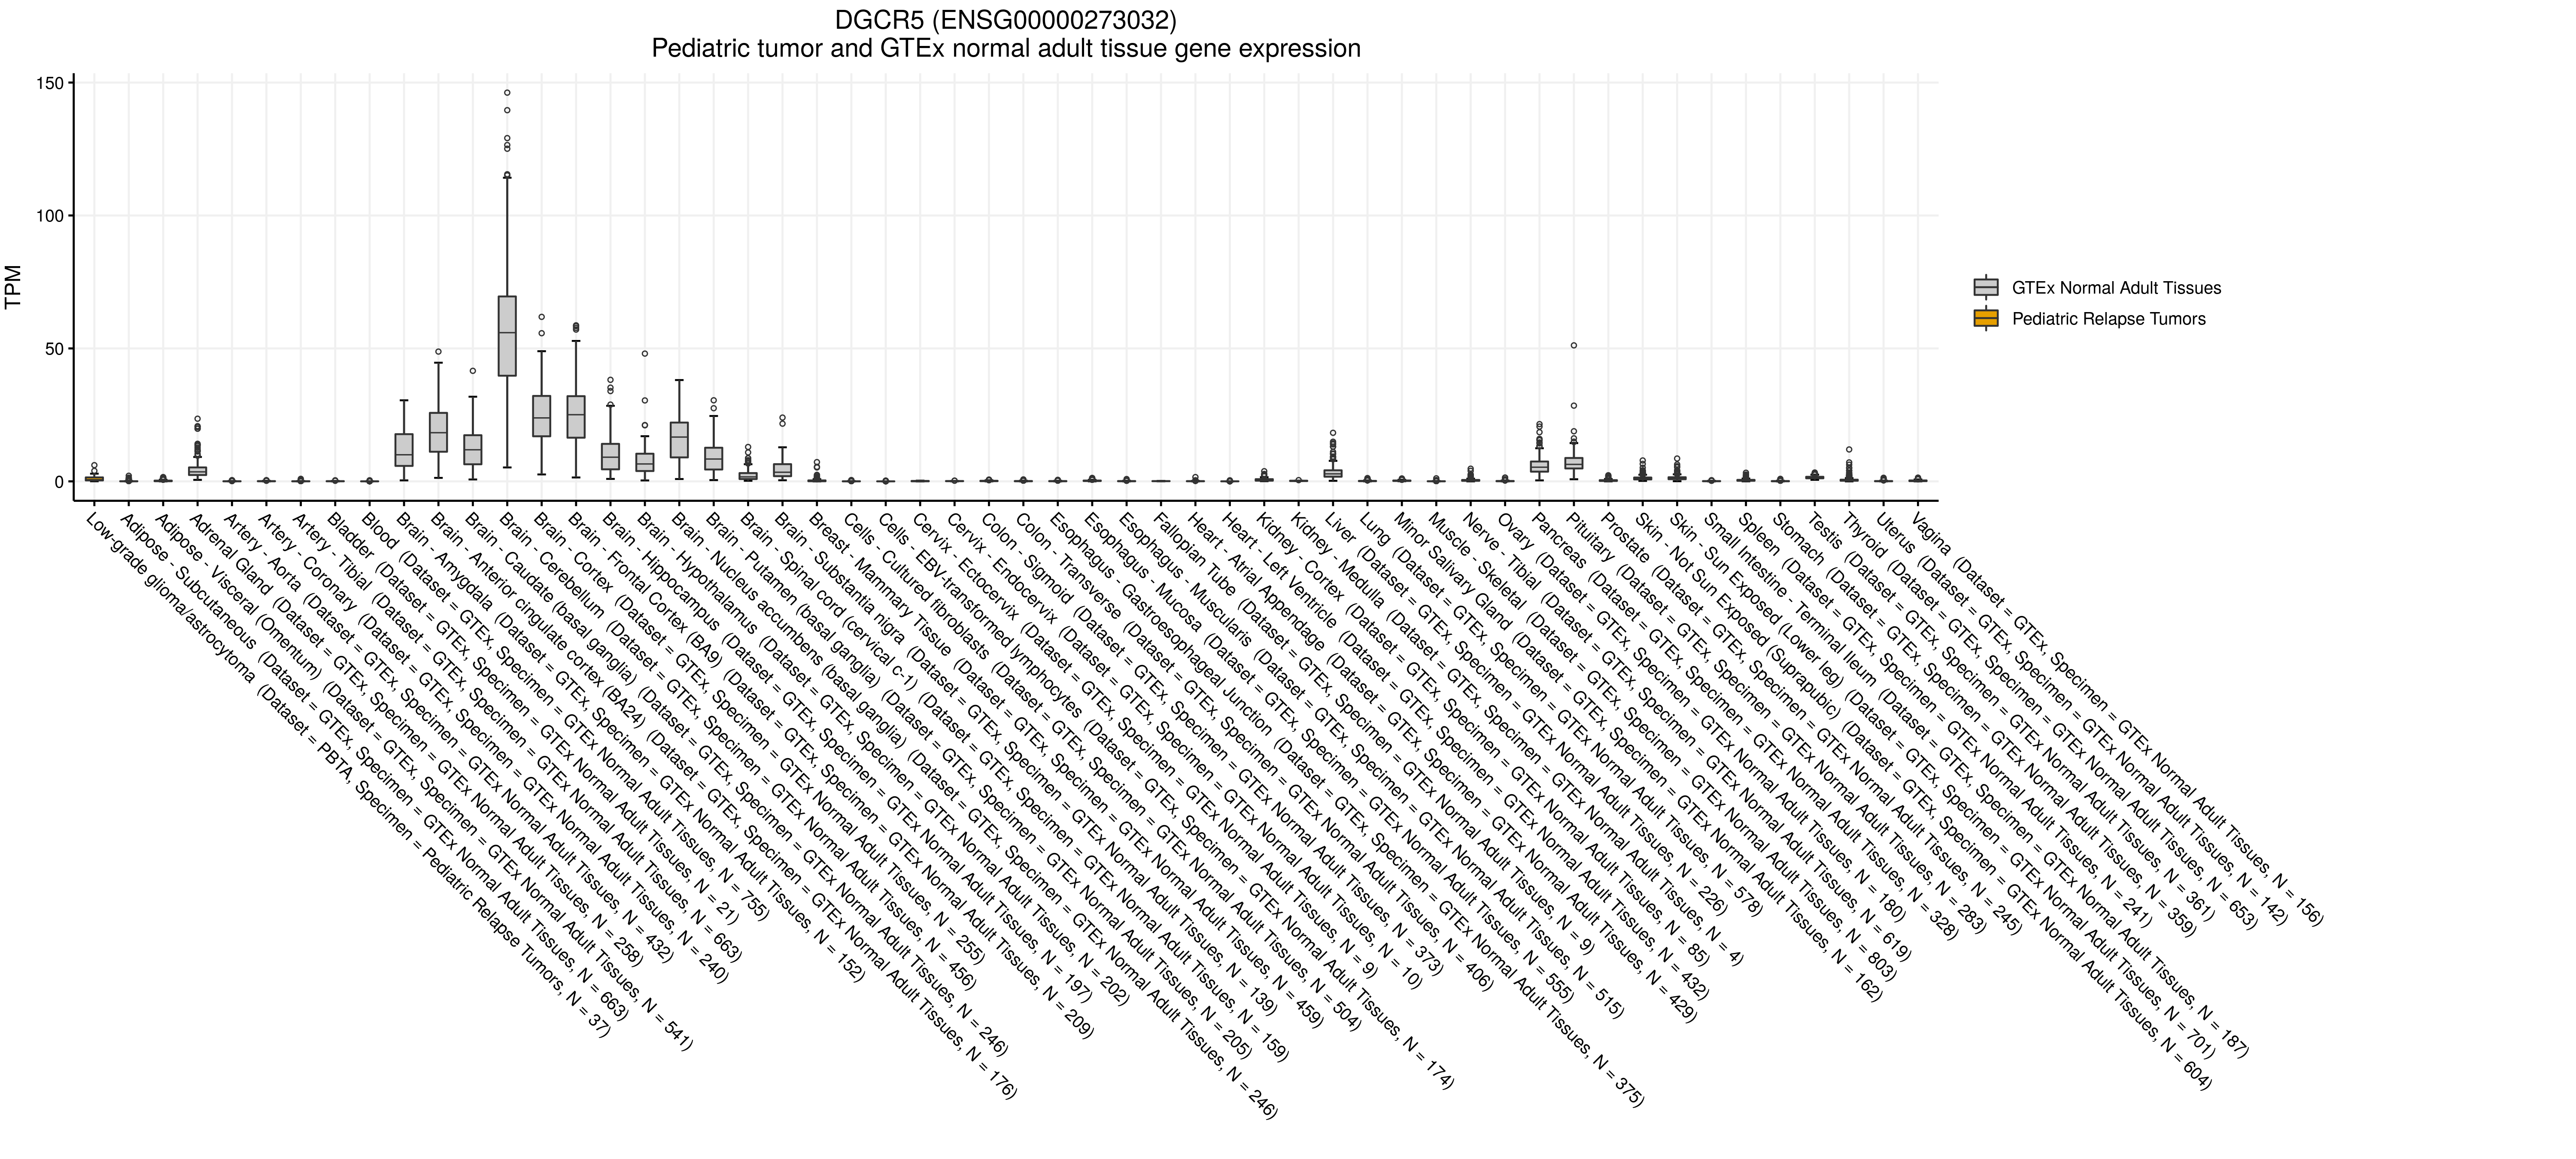 DGCR5 (ENSG00000273032)
Pediatric tumor and GTEx normal adult tissue gene expression
TPM
150
100
50
0
GTEx Normal Adult Tissues
Pediatric Relapse Tumors
Low-grade glioma/astrocytoma (Dataset = PBTA, Specimen = Pediatric Relapse Tumors, N = 37)
Adipose - Subcutaneous (Dataset = GTEx, Specimen = GTEx Normal Adult Tissues, N = 663)
Adipose - Visceral (Omentum) (Dataset = GTEx, Specimen = GTEx Normal Adult Tissues, N = 541)
Adrenal Gland (Dataset = GTEx, Specimen = GTEx Normal Adult Tissues, N = 258)
Artery - Aorta (Dataset = GTEx, Specimen = GTEx Normal Adult Tissues, N = 432)
Artery - Coronary (Dataset = GTEx, Specimen = GTEx Normal Adult Tissues, N = 240)
Artery - Tibial (Dataset = GTEx, Specimen = GTEx Normal Adult Tissues, N = 663)
Bladder (Dataset = GTEx, Specimen = GTEx Normal Adult Tissues, N = 21)
Blood (Dataset = GTEx, Specimen = GTEx Normal Adult Tissues, N = 755)
Brain - Amygdala (Dataset = GTEx, Specimen = GTEx Normal Adult Tissues, N = 152)
Brain - Anterior cingulate cortex (BA24) (Dataset = GTEx, Specimen = GTEx Normal Adult Tissues, N = 176)
Brain - Caudate (basal ganglia) (Dataset = GTEx, Specimen = GTEx Normal Adult Tissues, N = 246)
Brain - Cerebellum (Dataset = GTEx, Specimen = GTEx Normal Adult Tissues, N = 456)
Brain - Cortex (Dataset = GTEx, Specimen = GTEx Normal Adult Tissues, N = 255)
Brain - Frontal Cortex (BA9) (Dataset = GTEx, Specimen = GTEx Normal Adult Tissues, N = 209)
Brain - Hippocampus (Dataset = GTEx, Specimen = GTEx Normal Adult Tissues, N = 197)
Brain - Hypothalamus (Dataset = GTEx, Specimen = GTEx Normal Adult Tissues, N = 202)
Brain - Nucleus accumbens (basal ganglia) (Dataset = GTEx, Specimen = GTEx Normal Adult Tissues, N = 246)
Brain - Putamen (basal ganglia) (Dataset = GTEx, Specimen = GTEx Normal Adult Tissues, N = 205)
Brain - Spinal cord (cervical c-1) (Dataset = GTEx, Specimen = GTEx Normal Adult Tissues, N = 159)
Brain - Substantia nigra (Dataset = GTEx, Specimen = GTEx Normal Adult Tissues, N = 139)
Breast - Mammary Tissue (Dataset = GTEx, Specimen = GTEx Normal Adult Tissues, N = 459)
Cells - Cultured fibroblasts (Dataset = GTEx, Specimen = GTEx Normal Adult Tissues, N = 504)
Cells - EBV-transformed lymphocytes (Dataset = GTEx, Specimen = GTEx Normal Adult Tissues, N = 174)
Cervix - Ectocervix (Dataset = GTEx, Specimen = GTEx Normal Adult Tissues, N = 9)
Cervix - Endocervix (Dataset = GTEx, Specimen = GTEx Normal Adult Tissues, N = 10)
Colon - Sigmoid (Dataset = GTEx, Specimen = GTEx Normal Adult Tissues, N = 373)
Colon - Transverse (Dataset = GTEx, Specimen = GTEx Normal Adult Tissues, N = 406)
Esophagus - Gastroesophageal Junction (Dataset = GTEx, Specimen = GTEx Normal Adult Tissues, N = 375)
Esophagus - Mucosa (Dataset = GTEx, Specimen = GTEx Normal Adult Tissues, N = 555)
Esophagus - Muscularis (Dataset = GTEx, Specimen = GTEx Normal Adult Tissues, N = 515)
Fallopian Tube (Dataset = GTEx, Specimen = GTEx Normal Adult Tissues, N = 9)
Heart - Atrial Appendage (Dataset = GTEx, Specimen = GTEx Normal Adult Tissues, N = 429)
Heart - Left Ventricle (Dataset = GTEx, Specimen = GTEx Normal Adult Tissues, N = 432)
Kidney - Cortex (Dataset = GTEx, Specimen = GTEx Normal Adult Tissues, N = 85)
Kidney - Medulla (Dataset = GTEx, Specimen = GTEx Normal Adult Tissues, N = 4)
Liver (Dataset = GTEx, Specimen = GTEx Normal Adult Tissues, N = 226)
Lung (Dataset = GTEx, Specimen = GTEx Normal Adult Tissues, N = 578)
Minor Salivary Gland (Dataset = GTEx, Specimen = GTEx Normal Adult Tissues, N = 162)
Muscle - Skeletal (Dataset = GTEx, Specimen = GTEx Normal Adult Tissues, N = 803)
Nerve - Tibial (Dataset = GTEx, Specimen = GTEx Normal Adult Tissues, N = 619)
Ovary (Dataset = GTEx, Specimen = GTEx Normal Adult Tissues, N = 180)
Pancreas (Dataset = GTEx, Specimen = GTEx Normal Adult Tissues, N = 328)
Pituitary (Dataset = GTEx, Specimen = GTEx Normal Adult Tissues, N = 283)
Prostate (Dataset = GTEx, Specimen = GTEx Normal Adult Tissues, N = 245)
Skin - Not Sun Exposed (Suprapubic) (Dataset = GTEx, Specimen = GTEx Normal Adult Tissues, N = 604)
Skin - Sun Exposed (Lower leg) (Dataset = GTEx, Specimen = GTEx Normal Adult Tissues, N = 701)
Small Intestine - Terminal Ileum (Dataset = GTEx, Specimen = GTEx Normal Adult Tissues, N = 187)
Spleen (Dataset = GTEx, Specimen = GTEx Normal Adult Tissues, N = 241)
Stomach (Dataset = GTEx, Specimen = GTEx Normal Adult Tissues, N = 359)
Testis (Dataset = GTEx, Specimen = GTEx Normal Adult Tissues, N = 361)
Thyroid (Dataset = GTEx, Specimen = GTEx Normal Adult Tissues, N = 653)
Uterus (Dataset = GTEx, Specimen = GTEx Normal Adult Tissues, N = 142)
Vagina (Dataset = GTEx, Specimen = GTEx Normal Adult Tissues, N = 156)